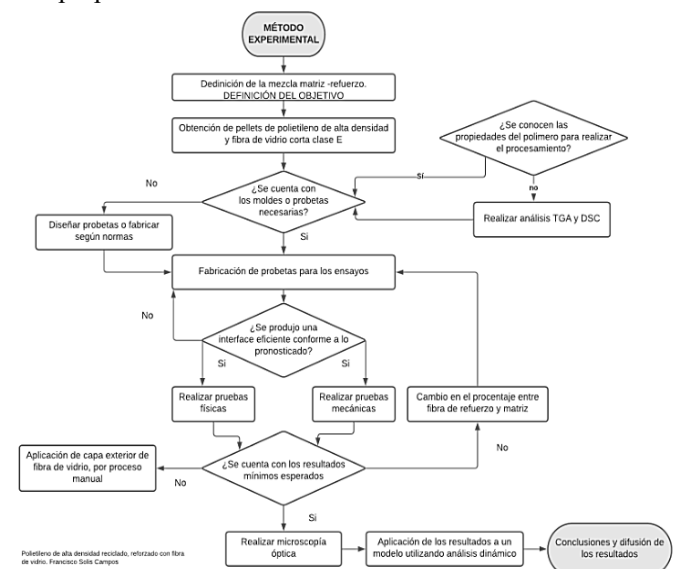 MÉTODO
EXPERIMENTAL
Dedinición de la mezcla matriz -refuerzo.
DEFINICIÓN DEL OBJETIVO
Obtención de pellets de polietileno de alta densidad
y fibra de vidrio corta clase E
¿Se conocen las
propiedades del polímero para realizar
el procesamiento?
sí
no
Realizar análisis TGA y DSC
¿Se cuenta con
los moldes o probetas
necesarias?
No
Diseñar probetas o fabricar
según normas
Si
Fabricación de probetas para los ensayos
No
¿Se produjo una
interface eficiente conforme a lo
pronosticado?
Si
Si
Realizar pruebas
físicas
Realizar pruebas
mecánicas
Cambio en el porcentaje entre
fibra de refuerzo y matriz
Aplicación de capa exterior de
fibra de vidrio, por proceso
manual
No
¿Se cuenta con los resultados
mínimos esperados
No
Si
Realizar microscopía
óptica
Aplicación de los resultados a un
modelo utilizando análisis dinámico
Conclusiones y difusión de
los resultados
Polietileno de alta densidad reciclado, reforzado con fibra
de vidrio. Francisco Solis Campos